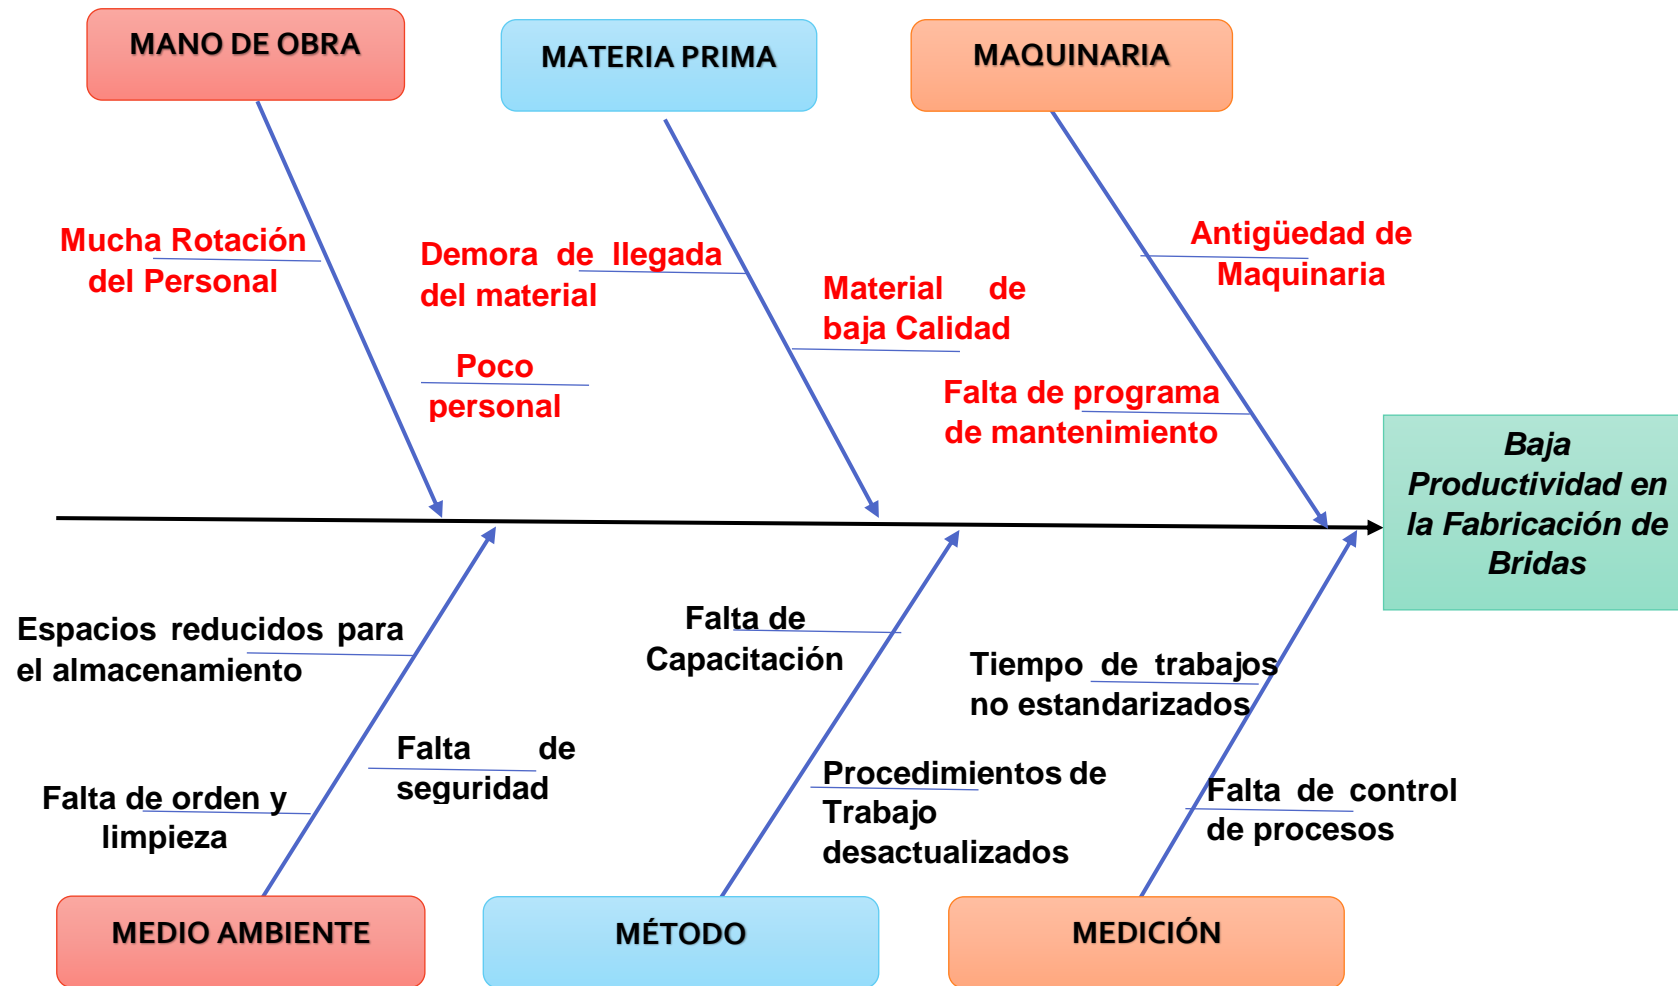 MANO DE OBRA
MATERIA PRIMA
MAQUINARIA
Mucha Rotación
del Personal
Demora de llegada
del material
Material de
baja Calidad
Antigüedad de
Maquinaria
Poco
personal
Falta de programa
de mantenimiento
Baja
Productividad en
la Fabricación de
Bridas
Espacios reducidos para
el almacenamiento
Falta de
Capacitación
Tiempo de trabajos
no estandarizados
Falta de orden y
limpieza
Falta de
seguridad
Procedimientos de
Trabajo
desactualizados
Falta de control
de procesos
MEDIO AMBIENTE
MÉTODO
MEDICIÓN